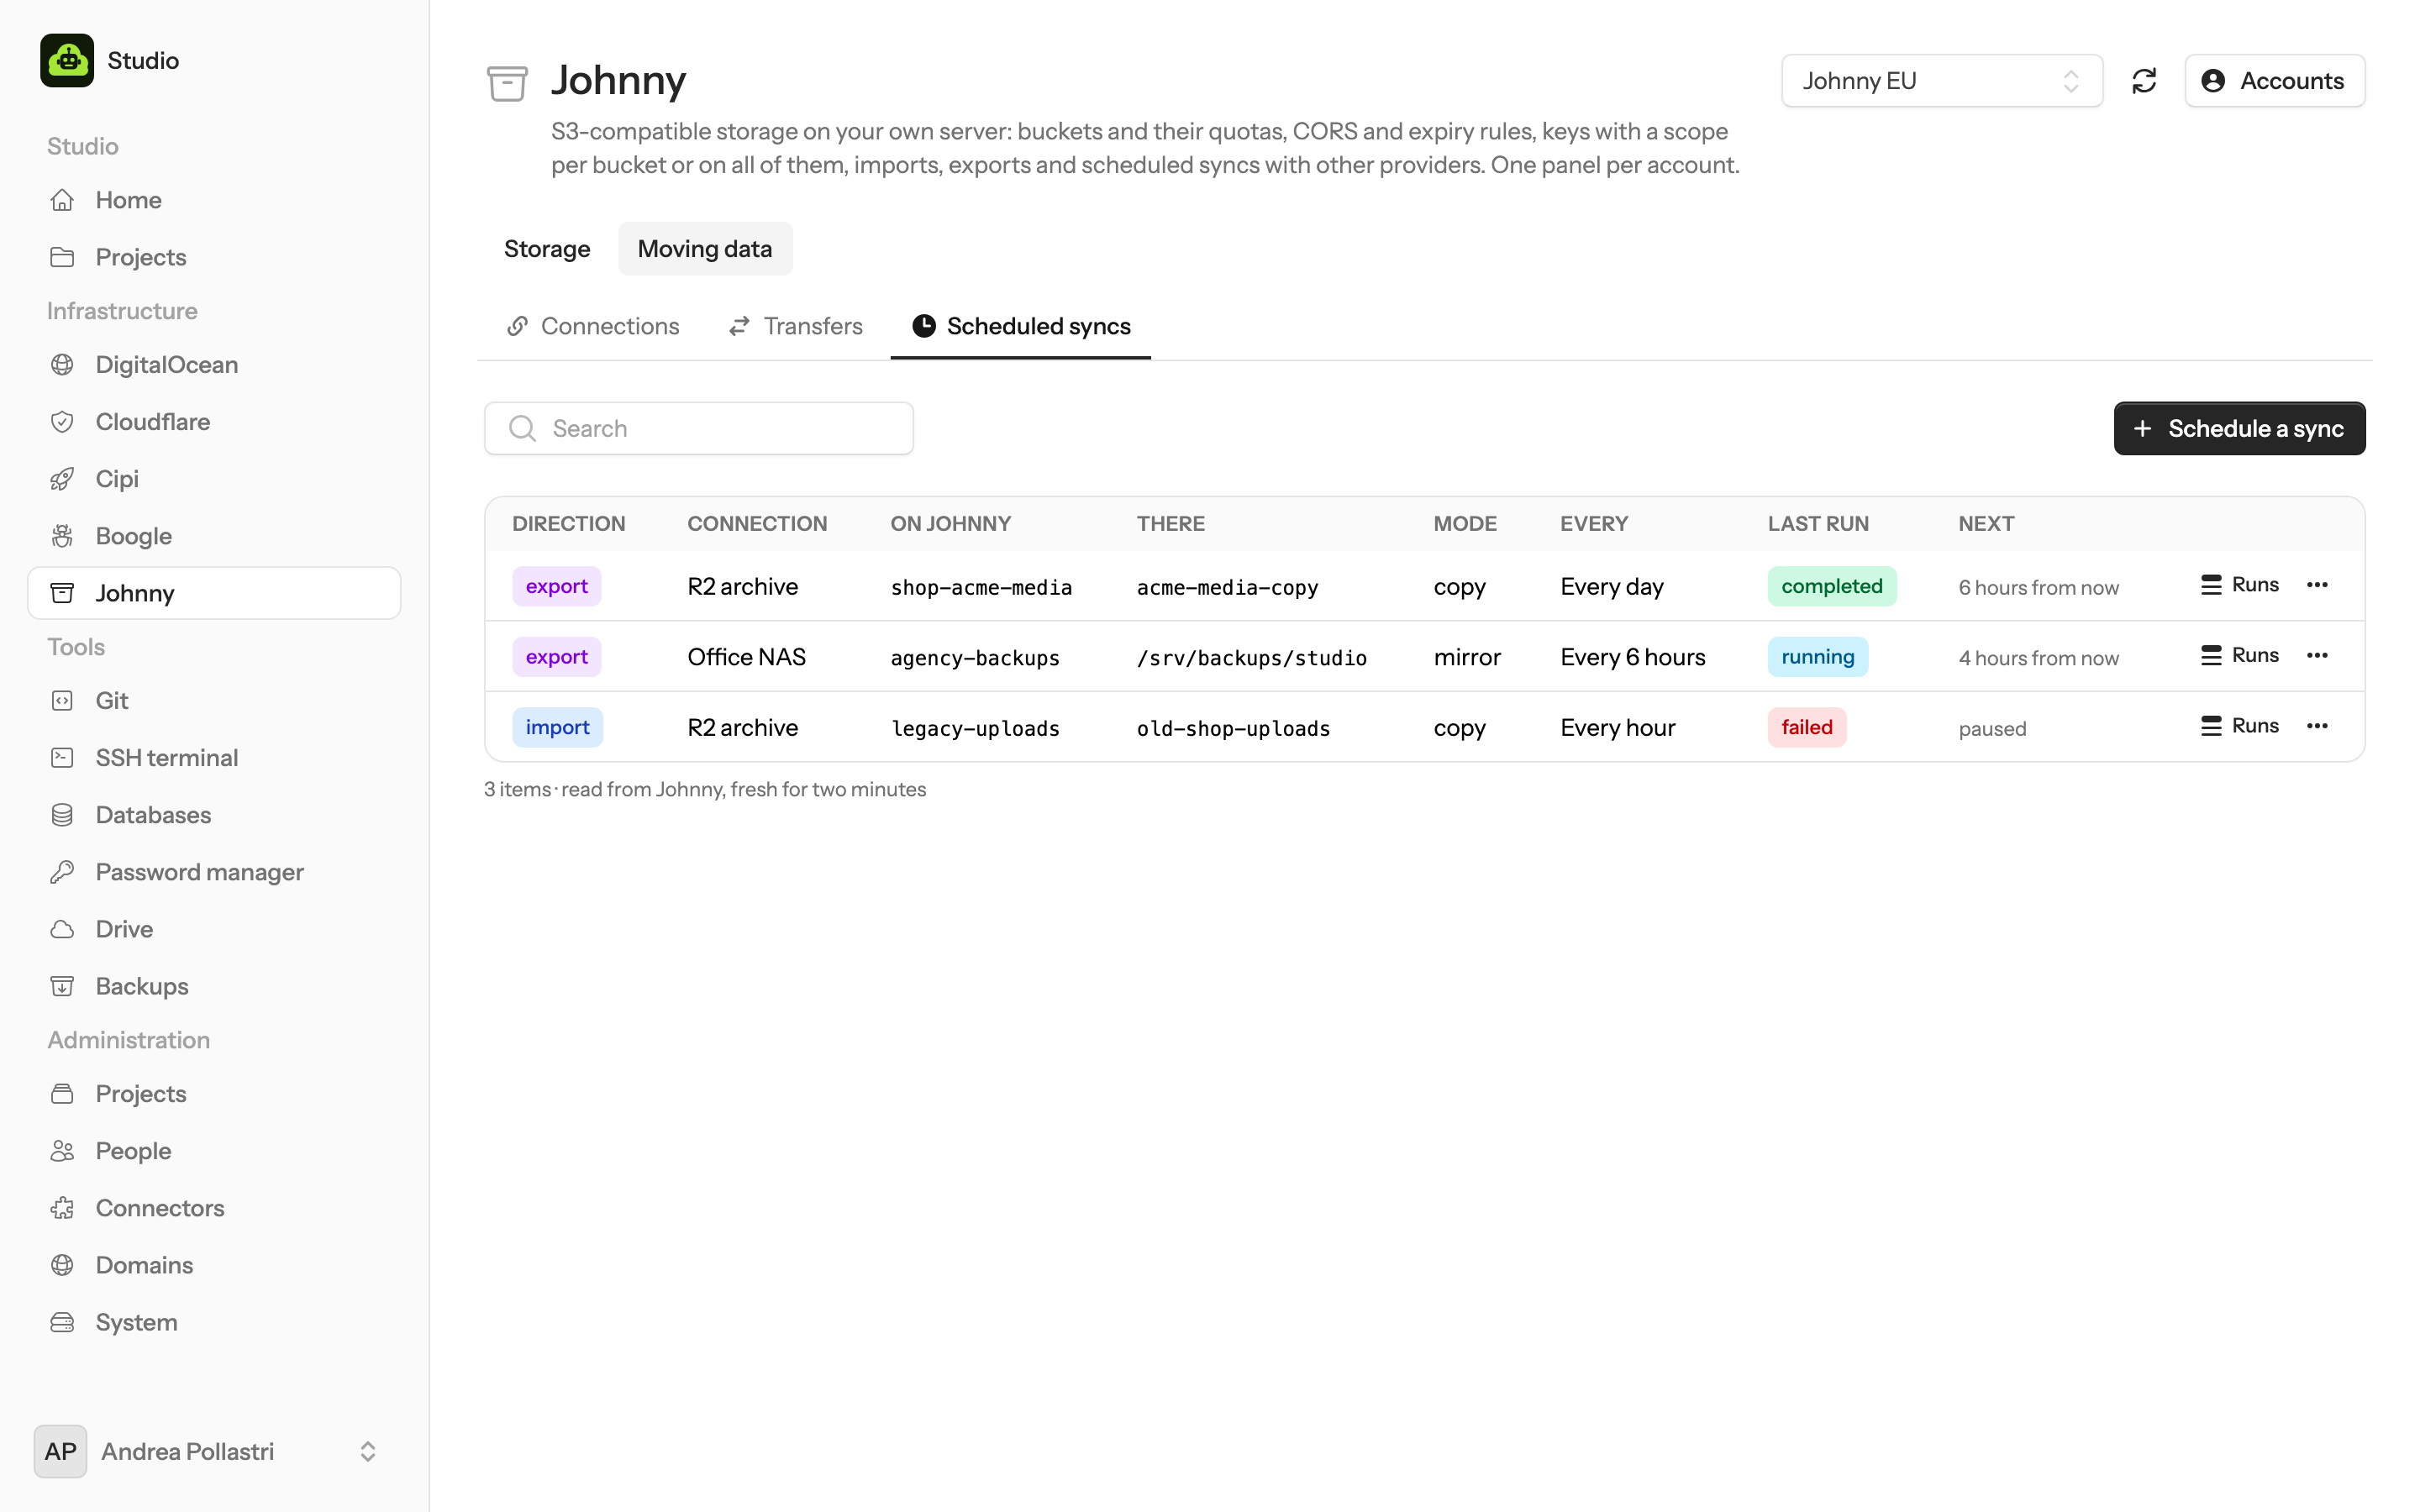 Studio
Studio
Home
Projects
Infrastructure
DigitalOcean
Cloudflare
Cipi
Boogle
Johnny
Tools
Git
SSH terminal
Databases
Password manager
Drive
Backups
Administration
Projects
People
Connectors
Domains
System
AP Andrea Pollastri
Johnny
S3-compatible storage on your own server: buckets and their quotas, CORS and expiry rules, keys with a scope
per bucket or on all of them, imports, exports and scheduled syncs with other providers. One panel per account.
Johnny EU
Accounts
Storage Moving data
Connections Transfers Scheduled syncs
Search
+ Schedule a sync
DIRECTION CONNECTION ON JOHNNY THERE MODE EVERY LAST RUN NEXT
export R2 archive shop-acme-media acme-media-copy copy Every day completed 6 hours from now Runs
export Office NAS agency-backups /srv/backups/studio mirror Every 6 hours running 4 hours from now Runs
import R2 archive legacy-uploads old-shop-uploads copy Every hour failed paused Runs
3 items · read from Johnny, fresh for two minutes